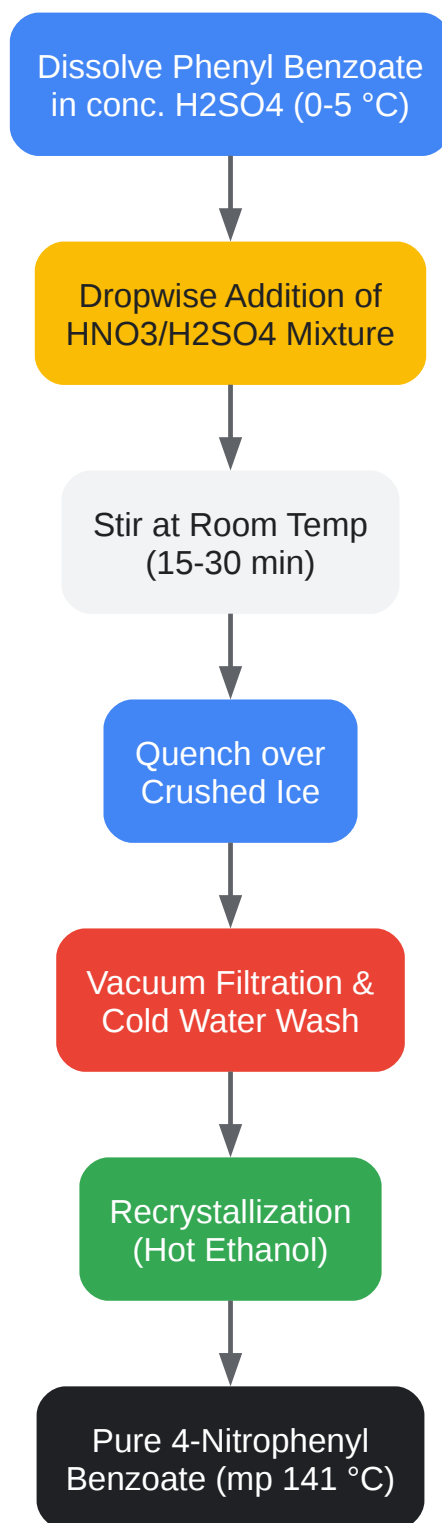 Dissolve Phenyl Benzoate
in conc. H2SO4 (0-5 °C)
Dropwise Addition of
HNO3/H2SO4 Mixture
Stir at Room Temp
(15-30 min)
Quench over
Crushed Ice
Vacuum Filtration &
Cold Water Wash
Recrystallization
(Hot Ethanol)
Pure 4-Nitrophenyl
Benzoate (mp 141 °C)